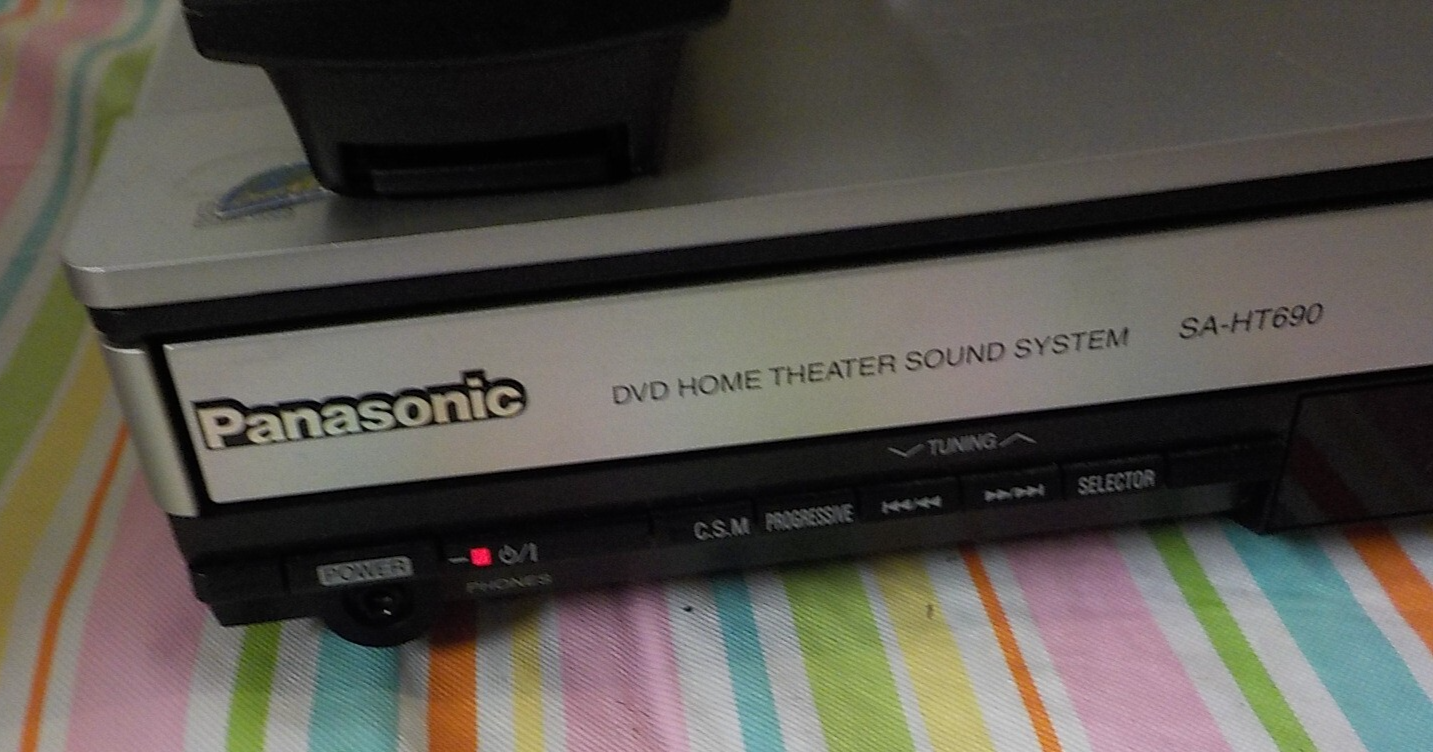 Panasonic
DVD HOME THEATER SOUND SYSTEM
SA-HT690
TUNING
C.S.M
PROGRESSIVE
SELECTOR
POWER
PHONES